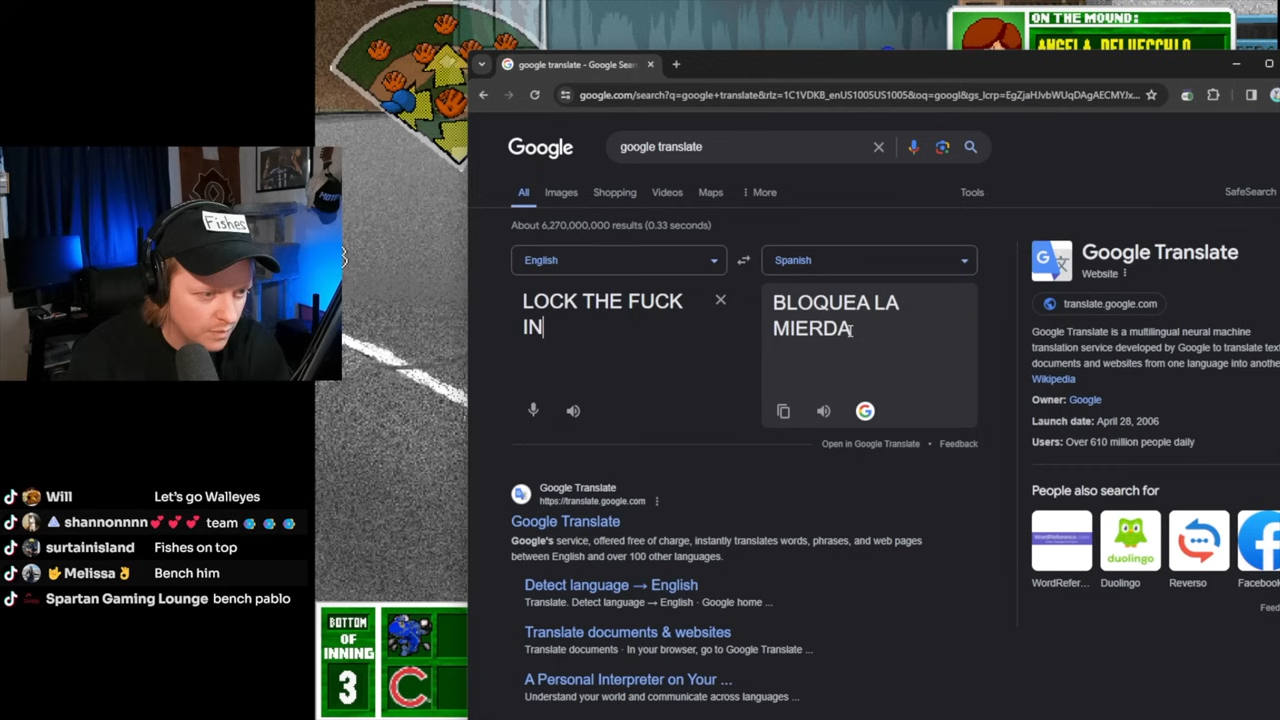 ON THE MOUND:
ANGELA DELVECCHIO
google translate - Google Sear
google.com/search?q=google+translate&rlz=1C1VDKB_enUS1005US1005&oq=googl&gs_lcrp=EgZjaHJvbWUqDAgAECMYJx...
Fishes
Google
google translate
All Images Shopping Videos Maps More Tools SafeSearch
About 6,270,000,000 results (0.33 seconds)
English
Spanish
LOCK THE FUCK
IN
BLOQUEA LA
MIERDA
Open in Google Translate • Feedback
Google Translate
Website
translate.google.com
Google Translate is a multilingual neural machine
translation service developed by Google to translate text
documents and websites from one language into anothe
Wikipedia
Owner: Google
Launch date: April 28, 2006
Users: Over 610 million people daily
People also search for
WordRefer... Duolingo Reverso Facebook
Feed
Google Translate
https://translate.google.com
Google Translate
Google's service, offered free of charge, instantly translates words, phrases, and web pages
between English and over 100 other languages.
Detect language → English
Translate. Detect language → English · Google home ...
Translate documents & websites
Translate documents · In your browser, go to Google Translate ...
A Personal Interpreter on Your ...
Understand your world and communicate across languages ...
Will Let's go Walleyes
shannonnnn team
surtainisland Fishes on top
Melissa Bench him
Spartan Gaming Lounge bench pablo
BOTTOM
OF
INNING
3
C